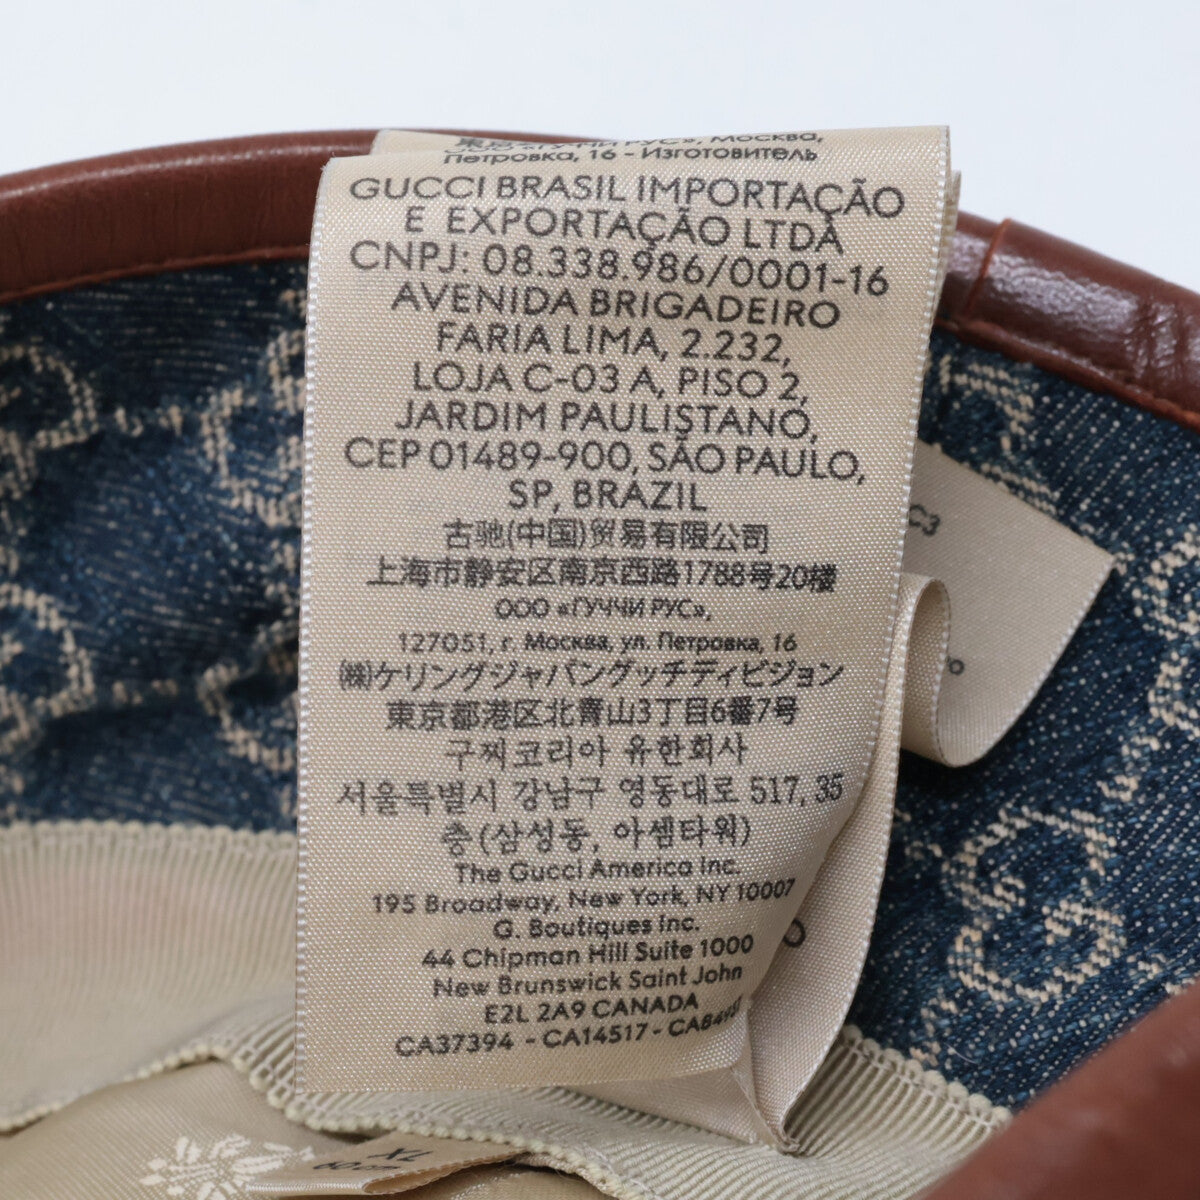 Москва,
Петровка, 16 - Изготовитель
GUCCI BRASIL IMPORTAÇÃO
E EXPORTAÇÃO LTDA
CNPJ: 08.338.986/0001-16
AVENIDA BRIGADEIRO
FARIA LIMA, 2.232,
LOJA C-03 A, PISO 2,
JARDIM PAULISTANO,
CEP 01489-900, SÃO PAULO,
SP, BRAZIL
古驰(中国)贸易有限公司
上海市静安区南京西路1788号20楼
ООО «ГУЧЧИ РУС»,
127051, г. Москва, ул. Петровка, 16
㈱ケリングジャパングッチディビジョン
東京都港区北青山3丁目6番7号
구찌코리아 유한회사
서울특별시 강남구 영동대로 517, 35
층(삼성동, 아셈타워)
The Gucci America Inc.
195 Broadway, New York, NY 10007
G. Boutiques Inc.
44 Chipman Hill Suite 1000
New Brunswick Saint John
E2L 2A9 CANADA
CA37394 - CA14517 -
C3
XL
60 cm